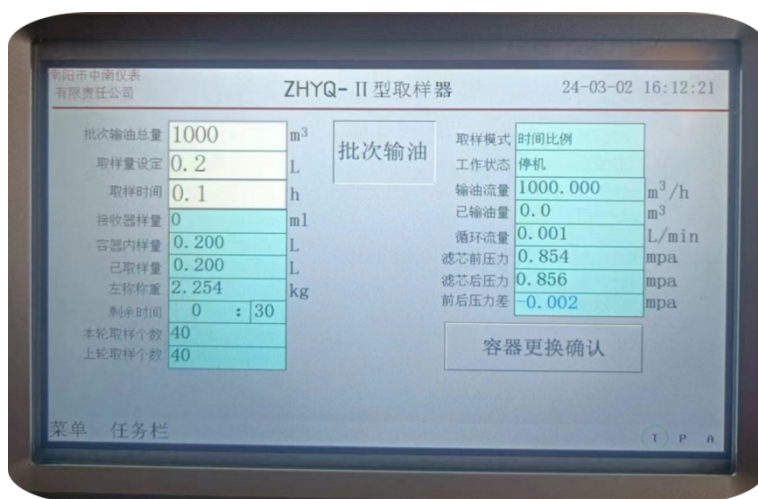 南阳市中南仪表
有限责任公司
ZHYQ-II型取样器
24-03-02 16:12:21
批次输油总量 1000 m³
取样量设定 0.2 L
取样时间 0.1 h
接收器样量 0 ml
容器内样量 0.200 L
已取样量 0.200 L
左称称重 2.254 kg
剩余时间 0 : 30
本轮取样个数 40
上轮取样个数 40
批次输油
取样模式 时间比例
工作状态 停机
输油流量 1000.000 m³/h
已输油量 0.0 m³
循环流量 0.001 L/min
滤芯前压力 0.854 mpa
滤芯后压力 0.856 mpa
前后压力差 -0.002 mpa
容器更换确认
菜单 任务栏
T P A